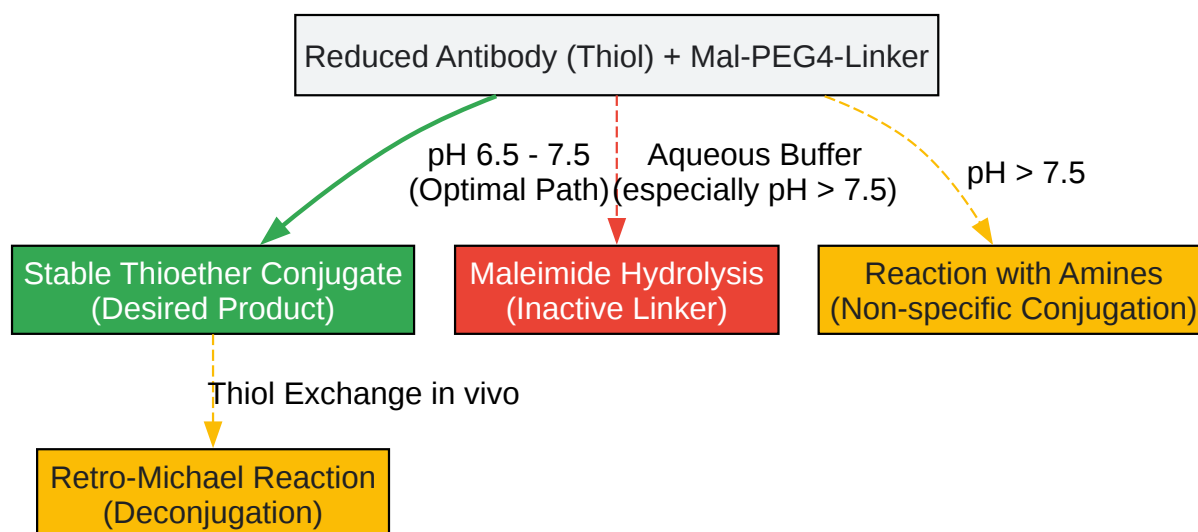 Reduced Antibody (Thiol) + Mal-PEG4-Linker
pH 6.5 - 7.5
(Optimal Path)
Aqueous Buffer
(especially pH > 7.5)
pH > 7.5
Stable Thioether Conjugate
(Desired Product)
Maleimide Hydrolysis
(Inactive Linker)
Reaction with Amines
(Non-specific Conjugation)
Thiol Exchange in vivo
Retro-Michael Reaction
(Deconjugation)